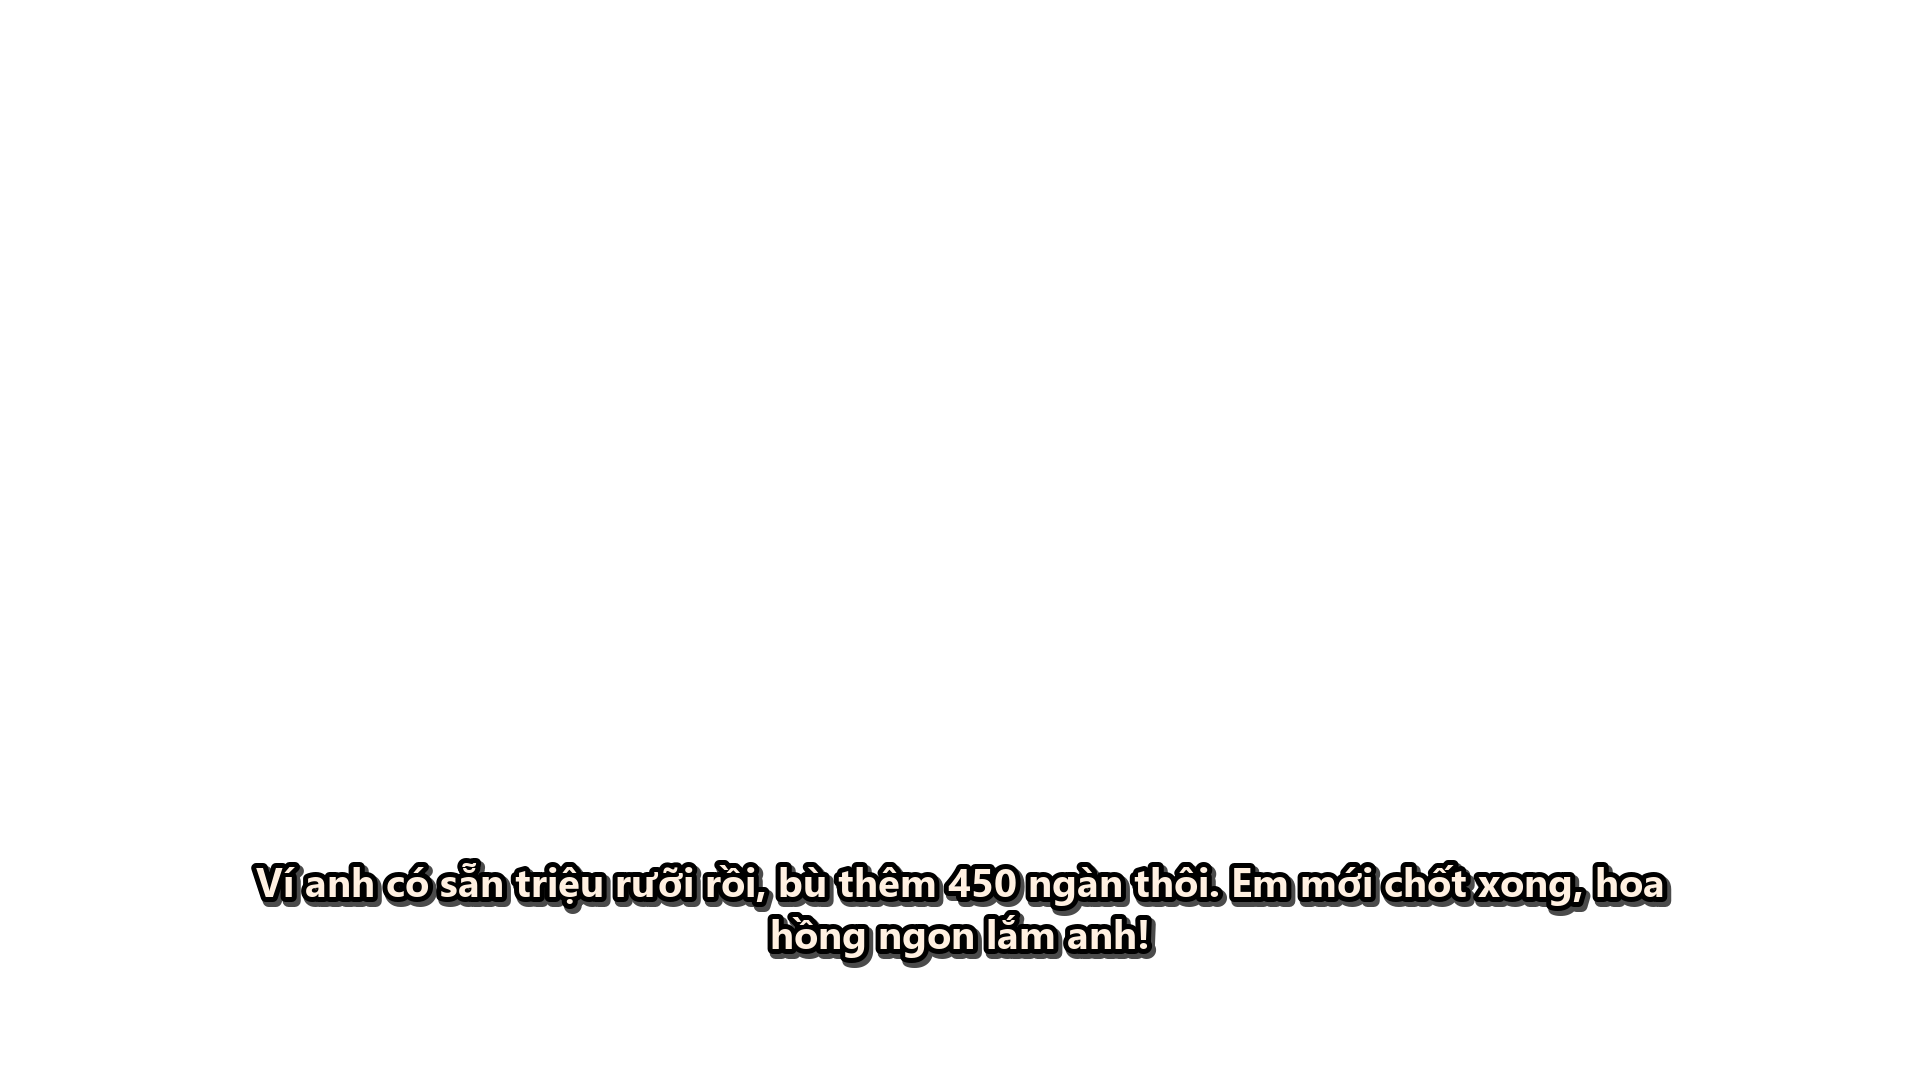 Ví anh có sẵn triệu rưỡi rồi, bù thêm 450 ngàn thôi. Em mới chốt xong, hoa
hồng ngon lắm anh!